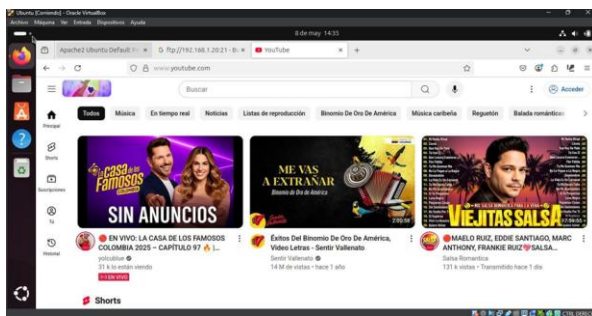 Ubuntu [Corriendo] - Oracle VirtualBox
Archivo Máquina Ver Entrada Dispositivos Ayuda
8 de may 14:35
Apache2 Ubuntu Default
ftp://192.168.1.20:21 - B
YouTube
www.youtube.com
Buscar
Acceder
Todos
Música
En tiempo real
Noticias
Listas de reproducción
Binomio De Oro De América
Música caribeña
Reguetón
Balada romántica
Principal
Shorts
Suscripciones
Tú
Historial
la casa de los
Famosos
SIN ANUNCIOS
ME VAS
A EXTRAÑAR
Binomio de Oro de América
VIEJITAS SALSA
EN VIVO: LA CASA DE LOS FAMOSOS
COLOMBIA 2025 – CAPÍTULO 97 🔥 |...
yolcublue
31 k lo están viendo
EN VIVO
Éxitos Del Binomio De Oro De América,
Video Letras - Sentir Vallenato
Sentir Vallenato
14 M de vistas • hace 1 año
MAELO RUIZ, EDDIE SANTIAGO, MARC
ANTHONY, FRANKIE RUIZ💖SALSA...
Salsa Romantica
131 k vistas • Transmitido hace 1 día
Shorts